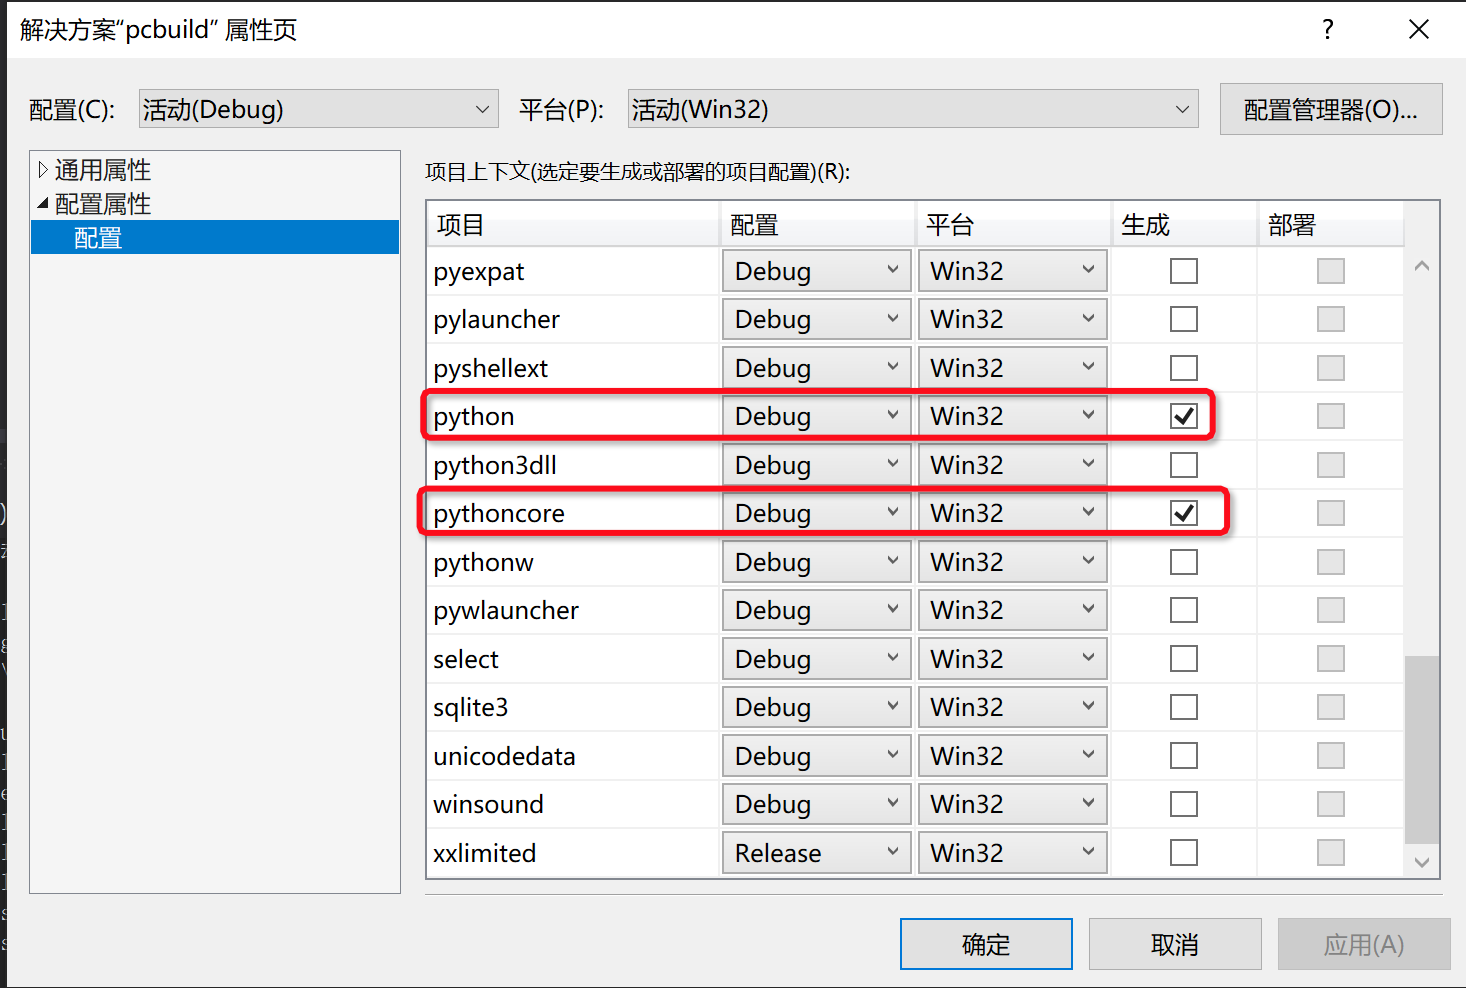 解决方案“pcbuild” 属性页
?
配置(C):
活动(Debug)
平台(P):
活动(Win32)
配置管理器(O)...
通用属性
配置属性
配置
项目上下文(选定要生成或部署的项目配置)(R):
项目 配置 平台 生成 部署
pyexpat Debug Win32
pylauncher Debug Win32
pyshellext Debug Win32
python Debug Win32
python3dll Debug Win32
pythoncore Debug Win32
pythonw Debug Win32
pywlauncher Debug Win32
select Debug Win32
sqlite3 Debug Win32
unicodedata Debug Win32
winsound Debug Win32
xxlimited Release Win32
确定 取消 应用(A)